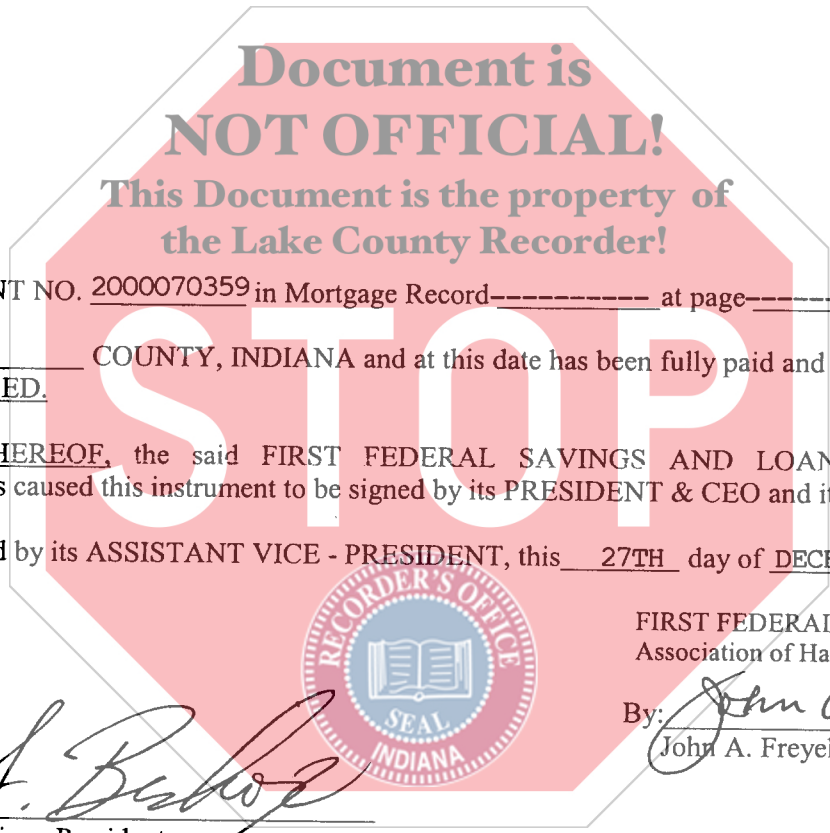 Document is
NOT OFFICIAL!
This Document is the property of
the Lake County Recorder!
NT NO. 2000070359 in Mortgage Record---------- at page------
STOP
COUNTY, INDIANA and at this date has been fully paid and
ED.
HEREOF, the said FIRST FEDERAL SAVINGS AND LOAN
s caused this instrument to be signed by its PRESIDENT & CEO and it
d by its ASSISTANT VICE - PRESIDENT, this 27TH day of DECE
RECORDER'S OFFICE
SEAL
INDIANA
FIRST FEDERAL
Association of Ha
By: John
John A. Freye